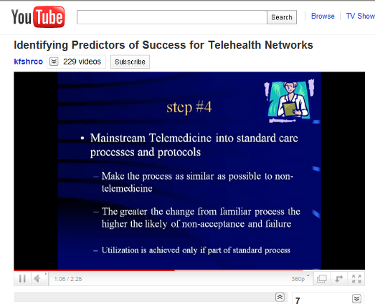 YouTube
Search
Browse
TV Show
Identifying Predictors of Success for Telehealth Networks
kfshrco
229 videos
Subscribe
step #4
• Mainstream Telemedicine into standard care
processes and protocols
– Make the process as similar as possible to non-
telemedicine
– The greater the change from familiar process the
higher the likely of non-acceptance and failure
– Utilization is achieved only if part of standard process
1:06 / 2:26
360p
7